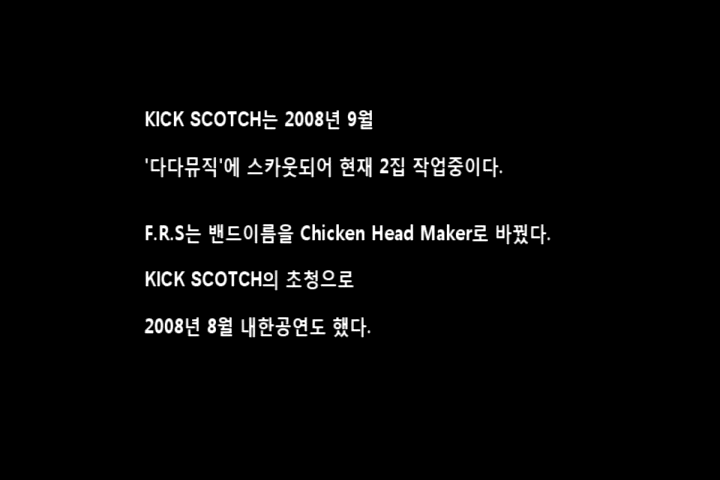 KICK SCOTCH는 2008년 9월
'다다뮤직'에 스카웃되어 현재 2집 작업중이다.
F.R.S는 밴드이름을 Chicken Head Maker로 바꿨다.
KICK SCOTCH의 초청으로
2008년 8월 내한공연도 했다.